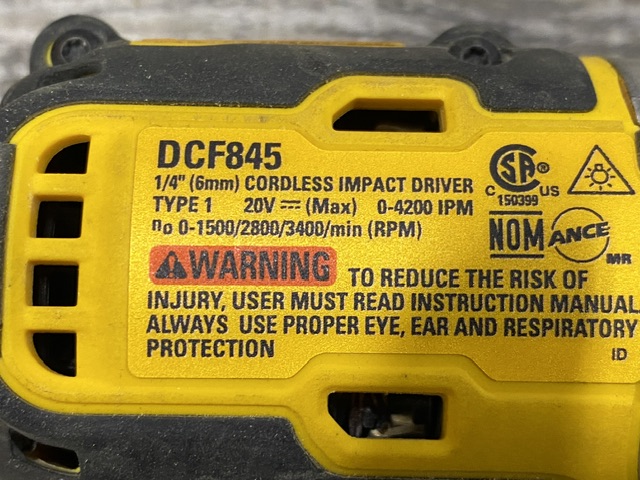 DCF845
1/4" (6mm) CORDLESS IMPACT DRIVER
TYPE 1 20V ⎓ (Max) 0-4200 IPM
n₀ 0-1500/2800/3400/min (RPM)
CSA ®
C US
150399
NOM ANCE
MR
⚠WARNING TO REDUCE THE RISK OF
INJURY, USER MUST READ INSTRUCTION MANUAL
ALWAYS USE PROPER EYE, EAR AND RESPIRATORY
PROTECTION
ID